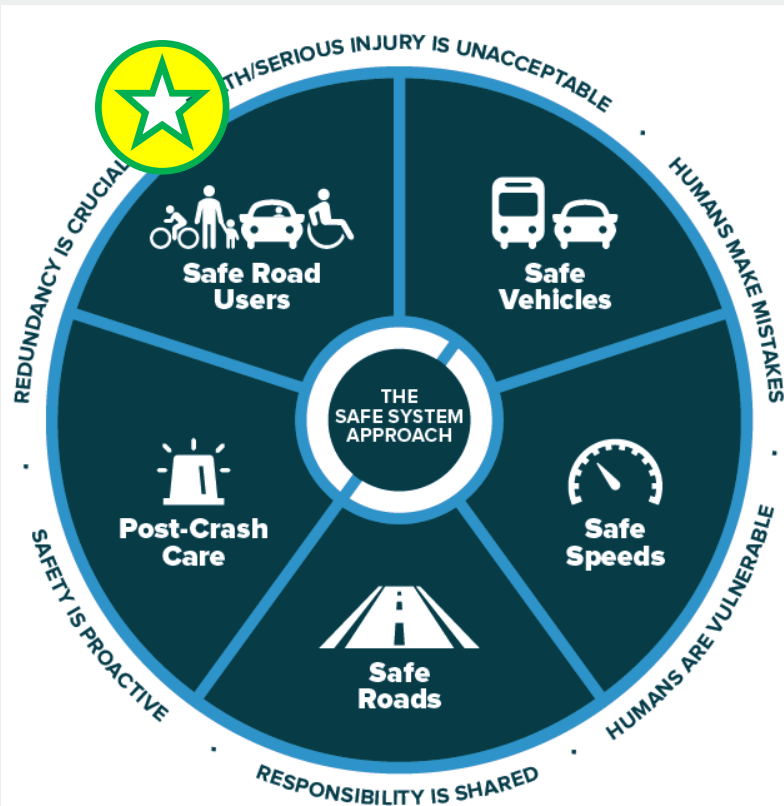 TH/SERIOUS INJURY IS UNACCEPTABLE
HUMANS MAKE MISTAKES
HUMANS ARE VULNERABLE
RESPONSIBILITY IS SHARED
SAFETY IS PROACTIVE
REDUNDANCY IS CRUCIAL
Safe Road
Users
Safe
Vehicles
Safe
Speeds
Safe
Roads
Post-Crash
Care
THE
SAFE SYSTEM
APPROACH